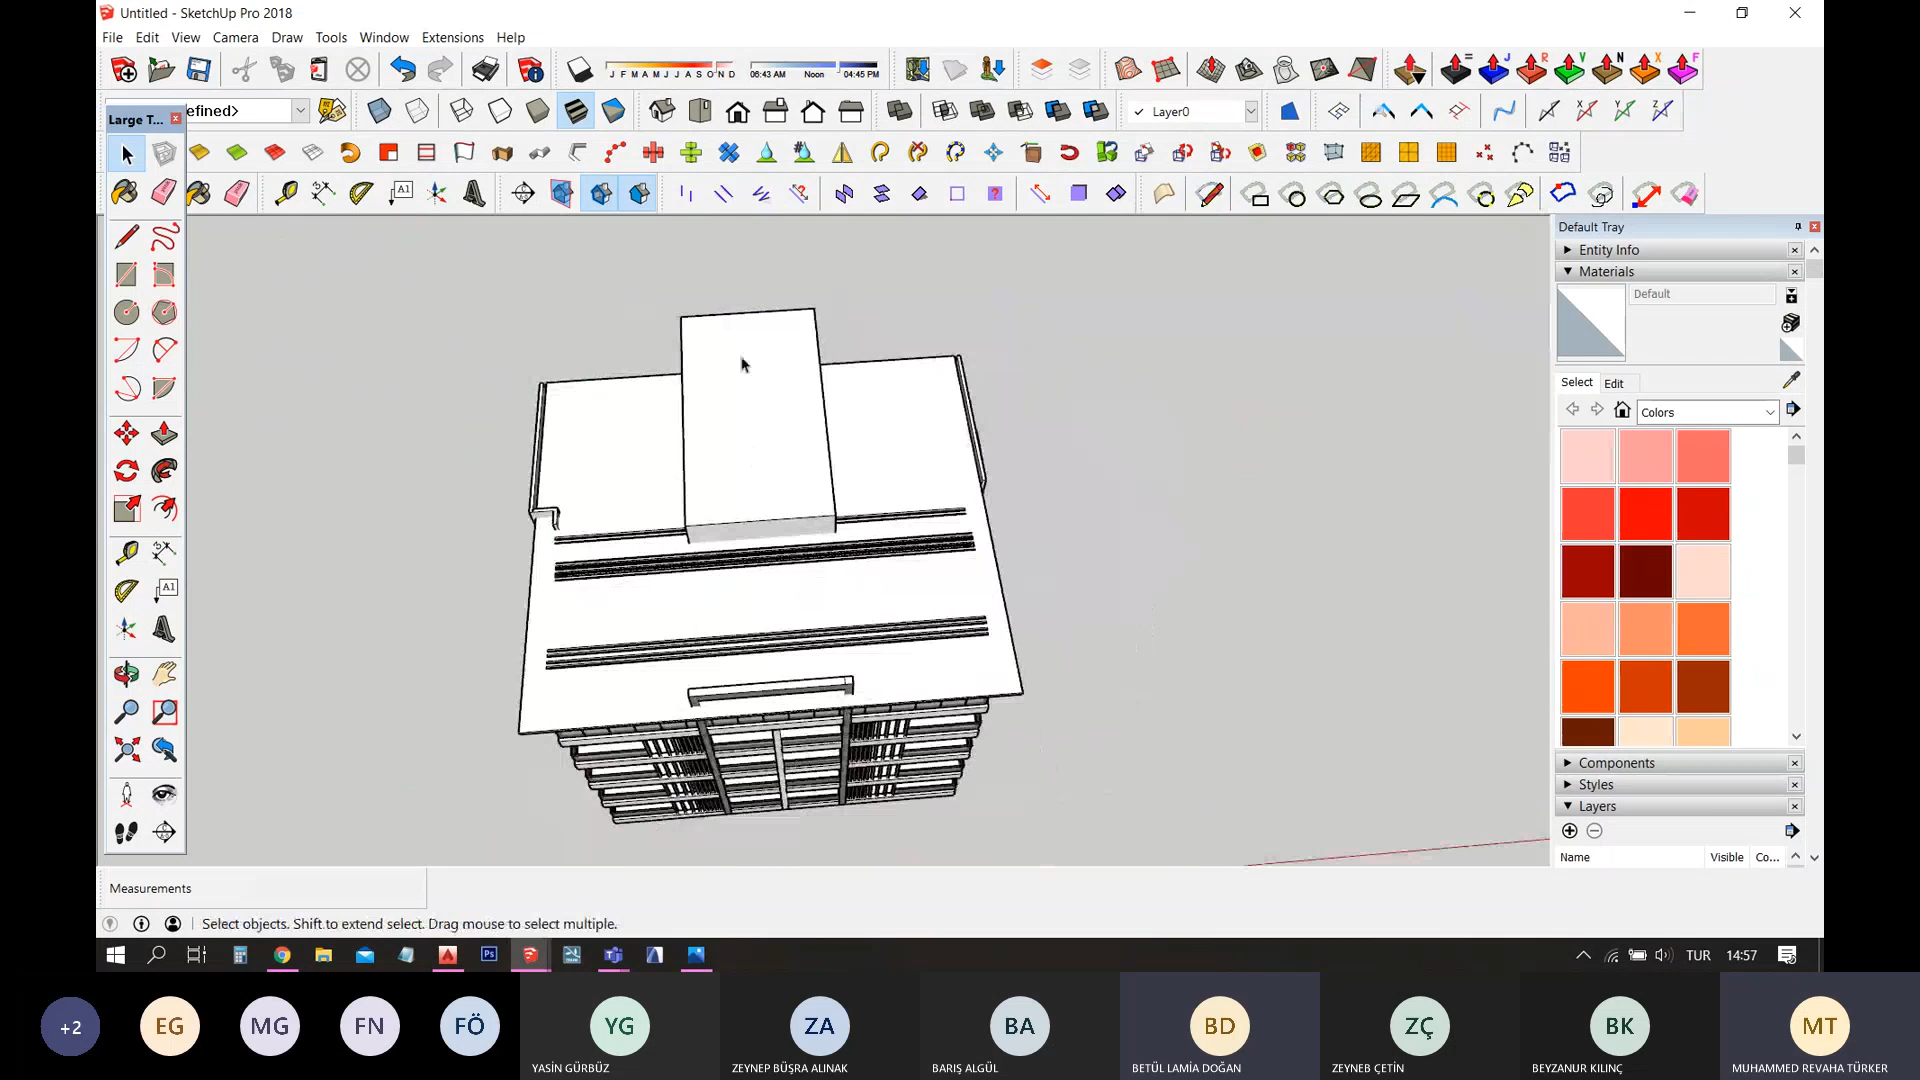 Untitled - SketchUp Pro 2018
File Edit View Camera Draw Tools Window Extensions Help
J F M A M J J A S O N D
06:43 AM Noon 04:45 PM
= J R V N X F
efined>
Layer0
X Y Z
Large T...
A1
Default Tray
Entity Info
Materials
Default
Select Edit
Colors
A1
Components
Styles
Layers
Name Visible Co...
Measurements
Select objects. Shift to extend select. Drag mouse to select multiple.
Ps
TUR 14:57
+2 EG MG FN FÖ YG ZA BA BD ZÇ BK MT
YASİN GÜRBÜZ ZEYNEP BÜŞRA ALINAK BARIŞ ALGÜL BETÜL LAMİA DOĞAN ZEYNEB ÇETİN BEYZANUR KILINÇ MUHAMMED REVAHA TÜRKER